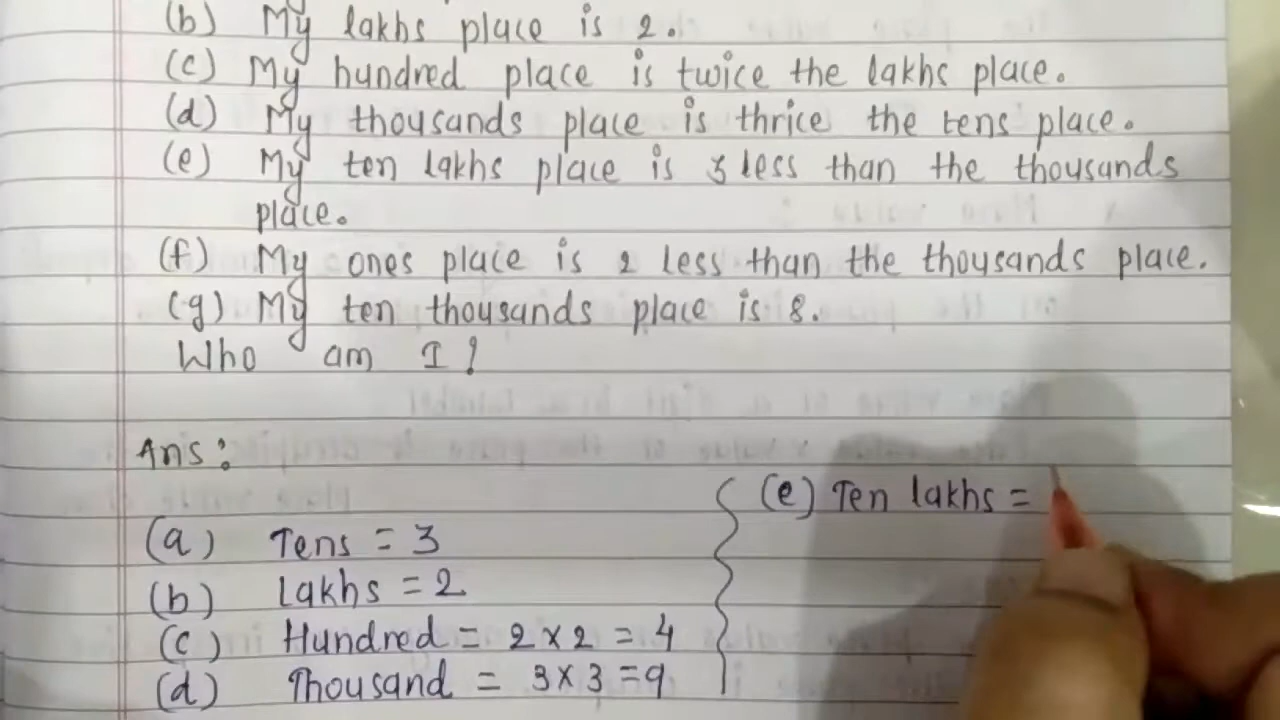 (b) My lakhs place is 2.
(c) My hundred place is twice the lakhs place.
(d) My thousands place is thrice the tens place.
(e) My ten lakhs place is 3 less than the thousands
place.
(f) My ones place is 2 less than the thousands place.
(g) My ten thousands place is 8.
Who am I?
Ans:
(a) Tens = 3
(b) Lakhs = 2
(c) Hundred = 2 × 2 = 4
(d) Thousand = 3 × 3 = 9
(e) Ten lakhs =